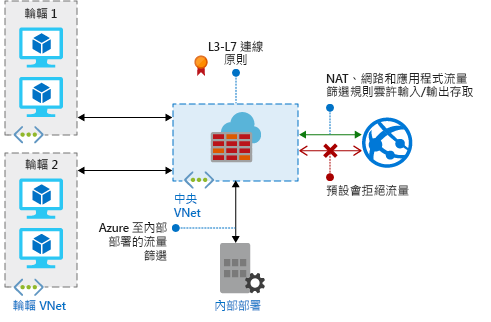 輪輻 1
L3-L7 連線
原則
NAT、網路和應用程式流量
篩選規則雲許輸入/輸出存取
輪輻 2
預設會拒絕流量
中央
VNet
Azure 至內部
部署的流量
篩選
輪輻 VNet
內部部署